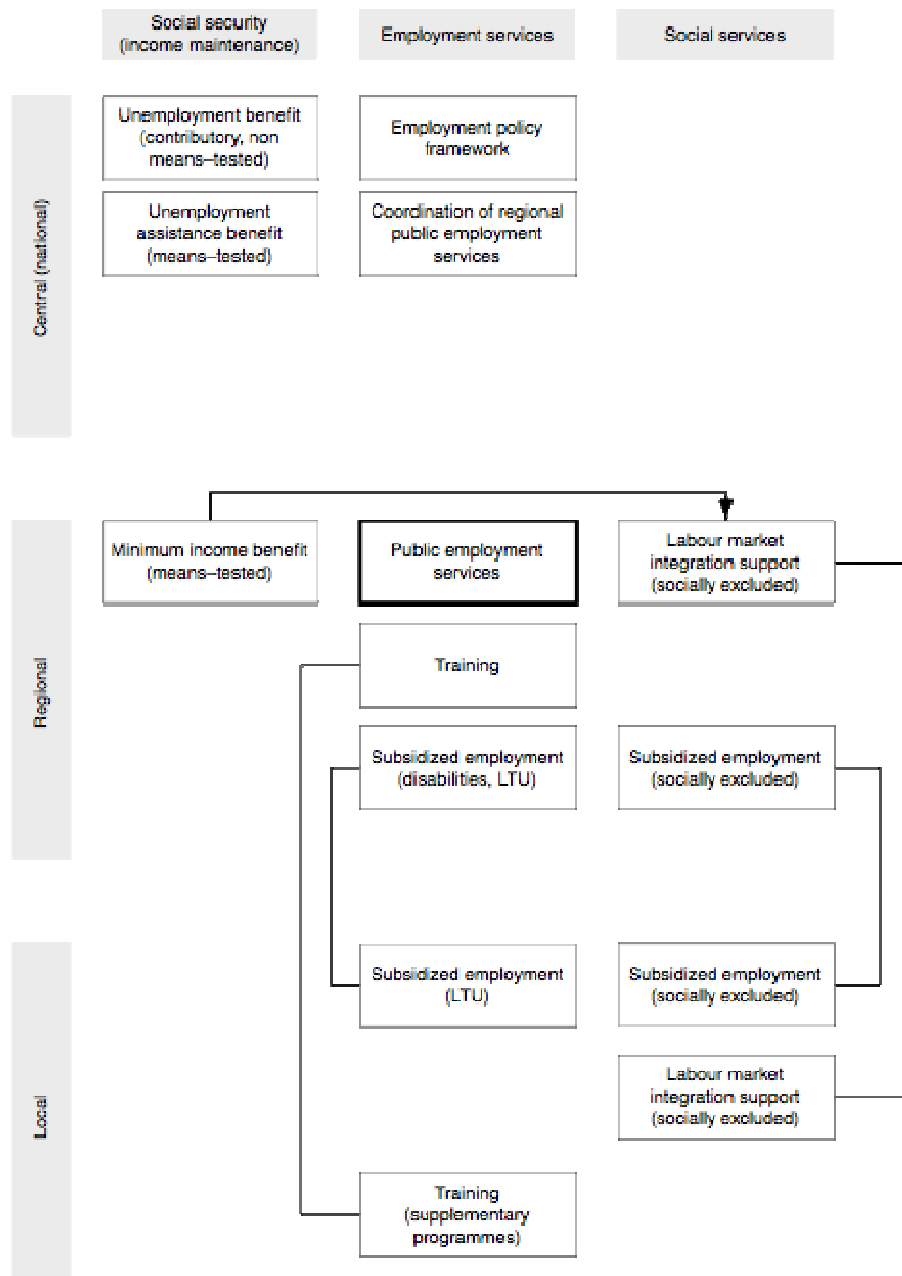 Social security
(income maintenance)
Employment services
Social services
Central (national)
Unemployment benefit
(contributory, non
means–tested)
Employment policy
framework
Unemployment
assistance benefit
(means–tested)
Coordination of regional
public employment
services
Regional
Minimum income benefit
(means–tested)
Public employment
services
Labour market
integration support
(socially excluded)
Training
Subsidized employment
(disabilities, LTU)
Subsidized employment
(socially excluded)
Local
Subsidized employment
(LTU)
Subsidized employment
(socially excluded)
Labour market
integration support
(socially excluded)
Training
(supplementary
programmes)